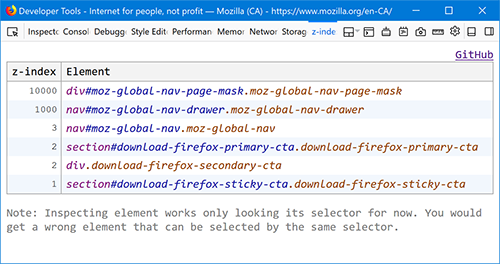 Developer Tools - Internet for people, not profit — Mozilla (CA) - https://www.mozilla.org/en-CA/
Inspecto Consol Debugge Style Edito Performan Memor Networ Storag z-inde
GitHub
z-index Element
10000 div#moz-global-nav-page-mask.moz-global-nav-page-mask
1000 nav#moz-global-nav-drawer.moz-global-nav-drawer
3 nav#moz-global-nav.moz-global-nav
2 section#download-firefox-primary-cta.download-firefox-primary-cta
2 div.download-firefox-secondary-cta
1 section#download-firefox-sticky-cta.download-firefox-sticky-cta
Note: Inspecting element works only looking its selector for now. You would
get a wrong element that can be selected by the same selector.